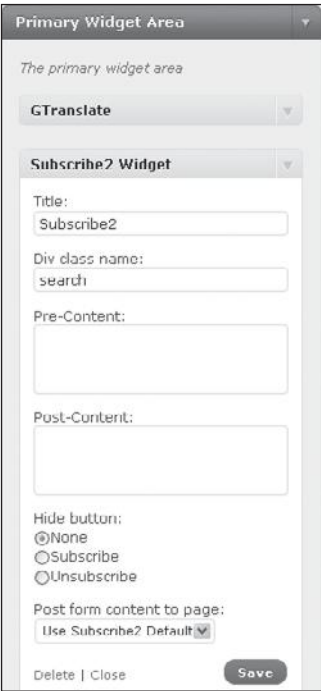 Primary Widget Area
The primary widget area
GTranslate
Subscribe2 Widget
Title:
Subscribe2
Div class name:
search
Pre-Content:
Post-Content:
Hide button:
None
Subscribe
Unsubscribe
Post form content to page:
Use Subscribe2 Default
Delete | Close
Save